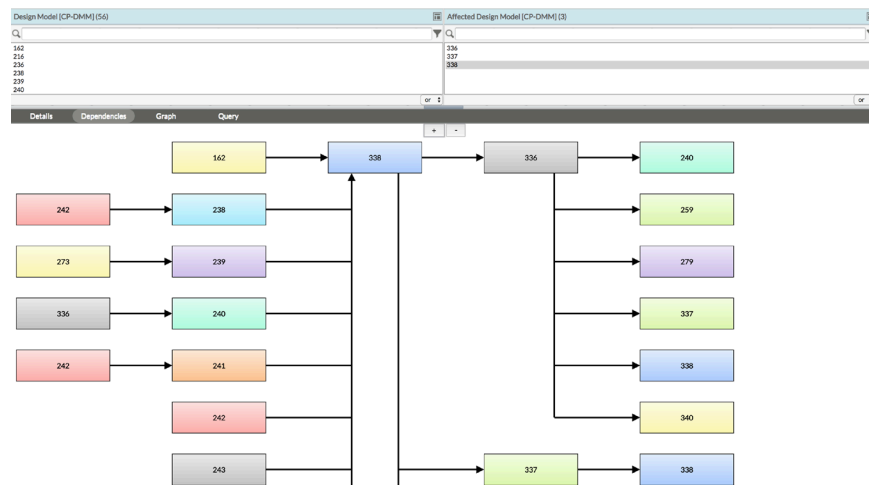 Design Model [CP-DMM] (56)
Affected Design Model [CP-DMM] (3)
162
216
236
238
239
240
336
337
338
or
or
Details Dependencies Graph Query
+ -
162 338 336 240
242 238 259
273 239 279
336 240 337
242 241 338
242 340
243 337 338